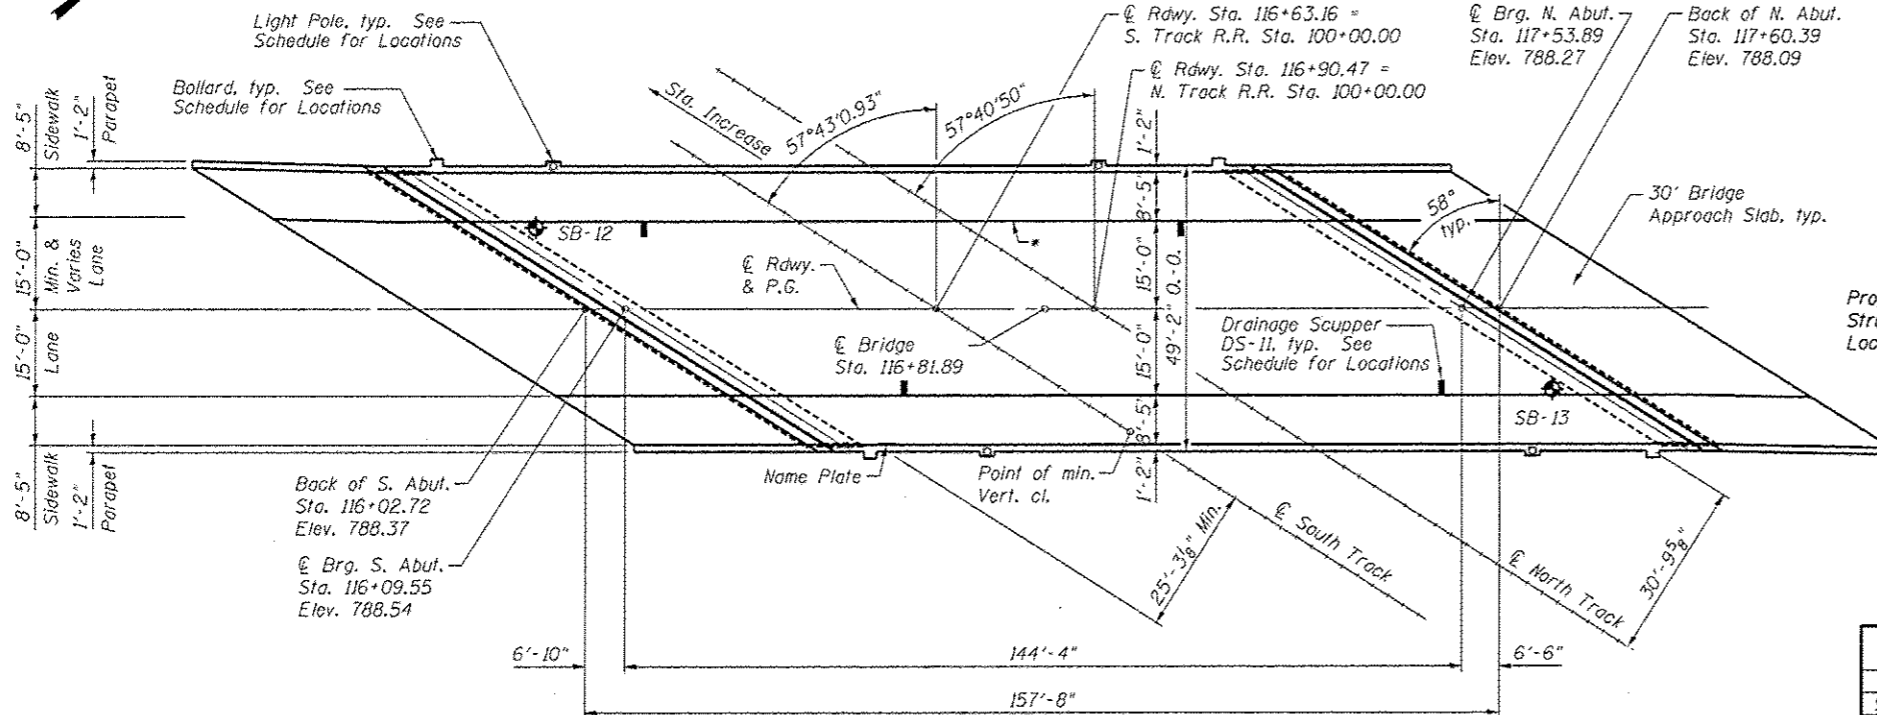 Light Pole, typ. See
Schedule for Locations
Bollard, typ. See
Schedule for Locations
℄ Rdwy. Sta. 116+63.16 =
S. Track R.R. Sta. 100+00.00
℄ Rdwy. Sta. 116+90.47 =
N. Track R.R. Sta. 100+00.00
℄ Brg. N. Abut.
Sta. 117+53.89
Elev. 788.27
Back of N. Abut.
Sta. 117+60.39
Elev. 788.09
8'-5"
Sidewalk
1'-2"
Parapet
Sta. Increase
57°43'0.93"
57°40'50"
1'-2"
8'-5"
58°
typ.
30' Bridge
Approach Slab, typ.
SB-12
*
15'-0"
Min. &
Varies
Lane
℄ Rdwy.
& P.G.
15'-0"
49'-2" O.-O.
15'-0"
Lane
℄ Bridge
Sta. 116+81.89
15'-0"
Drainage Scupper
DS-11, typ. See
Schedule for Locations
Pro
Stru
Loc
SB-13
8'-5"
8'-5"
Sidewalk
1'-2"
Parapet
Back of S. Abut.
Sta. 116+02.72
Elev. 788.37
℄ Brg. S. Abut.
Sta. 116+09.55
Elev. 788.54
Name Plate
Point of min.
Vert. cl.
1'-2"
25'-3⅛" Min.
℄ South Track
℄ North Track
30'-9⅝"
6'-10"
144'-4"
6'-6"
157'-8"